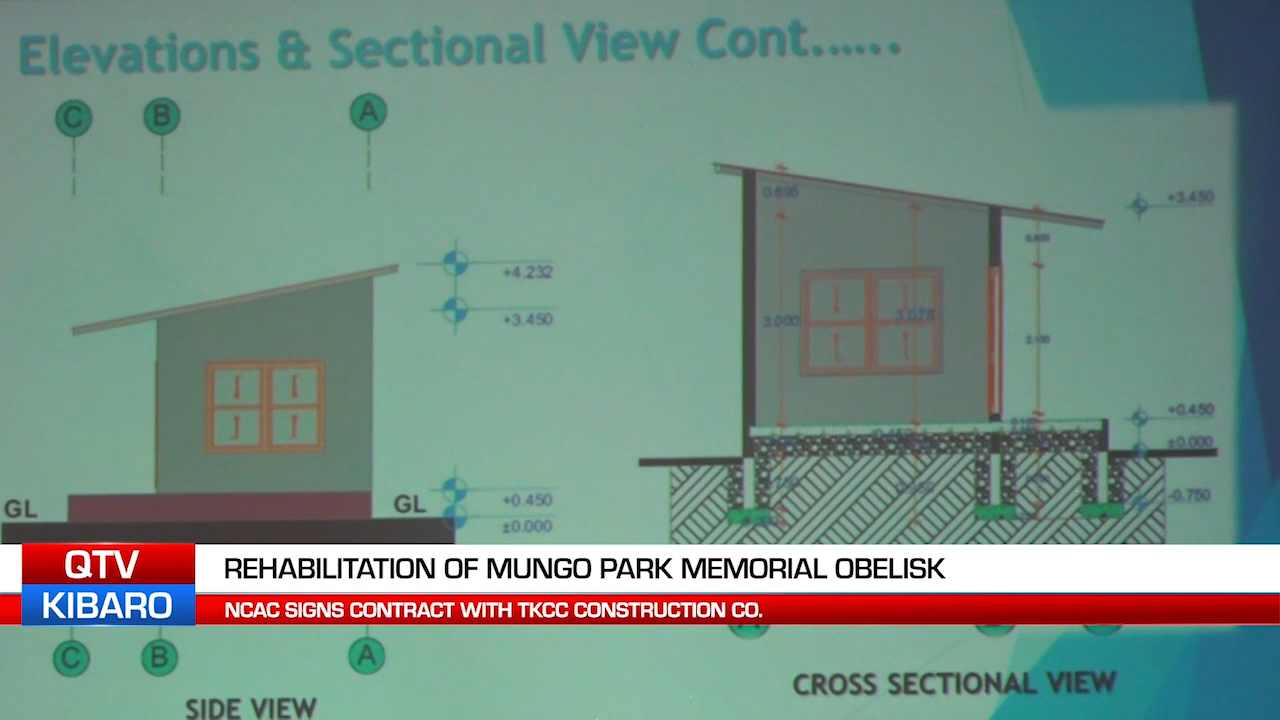 Elevations & Sectional View Cont......
C B A
+3.450
0.695
+4.232
+3.450
3.000
3.078
+0.450
±0.000
-0.750
GL
GL
+0.450
±0.000
QTV
KIBARO
REHABILITATION OF MUNGO PARK MEMORIAL OBELISK
NCAC SIGNS CONTRACT WITH TKCC CONSTRUCTION CO.
C B A
SIDE VIEW
CROSS SECTIONAL VIEW